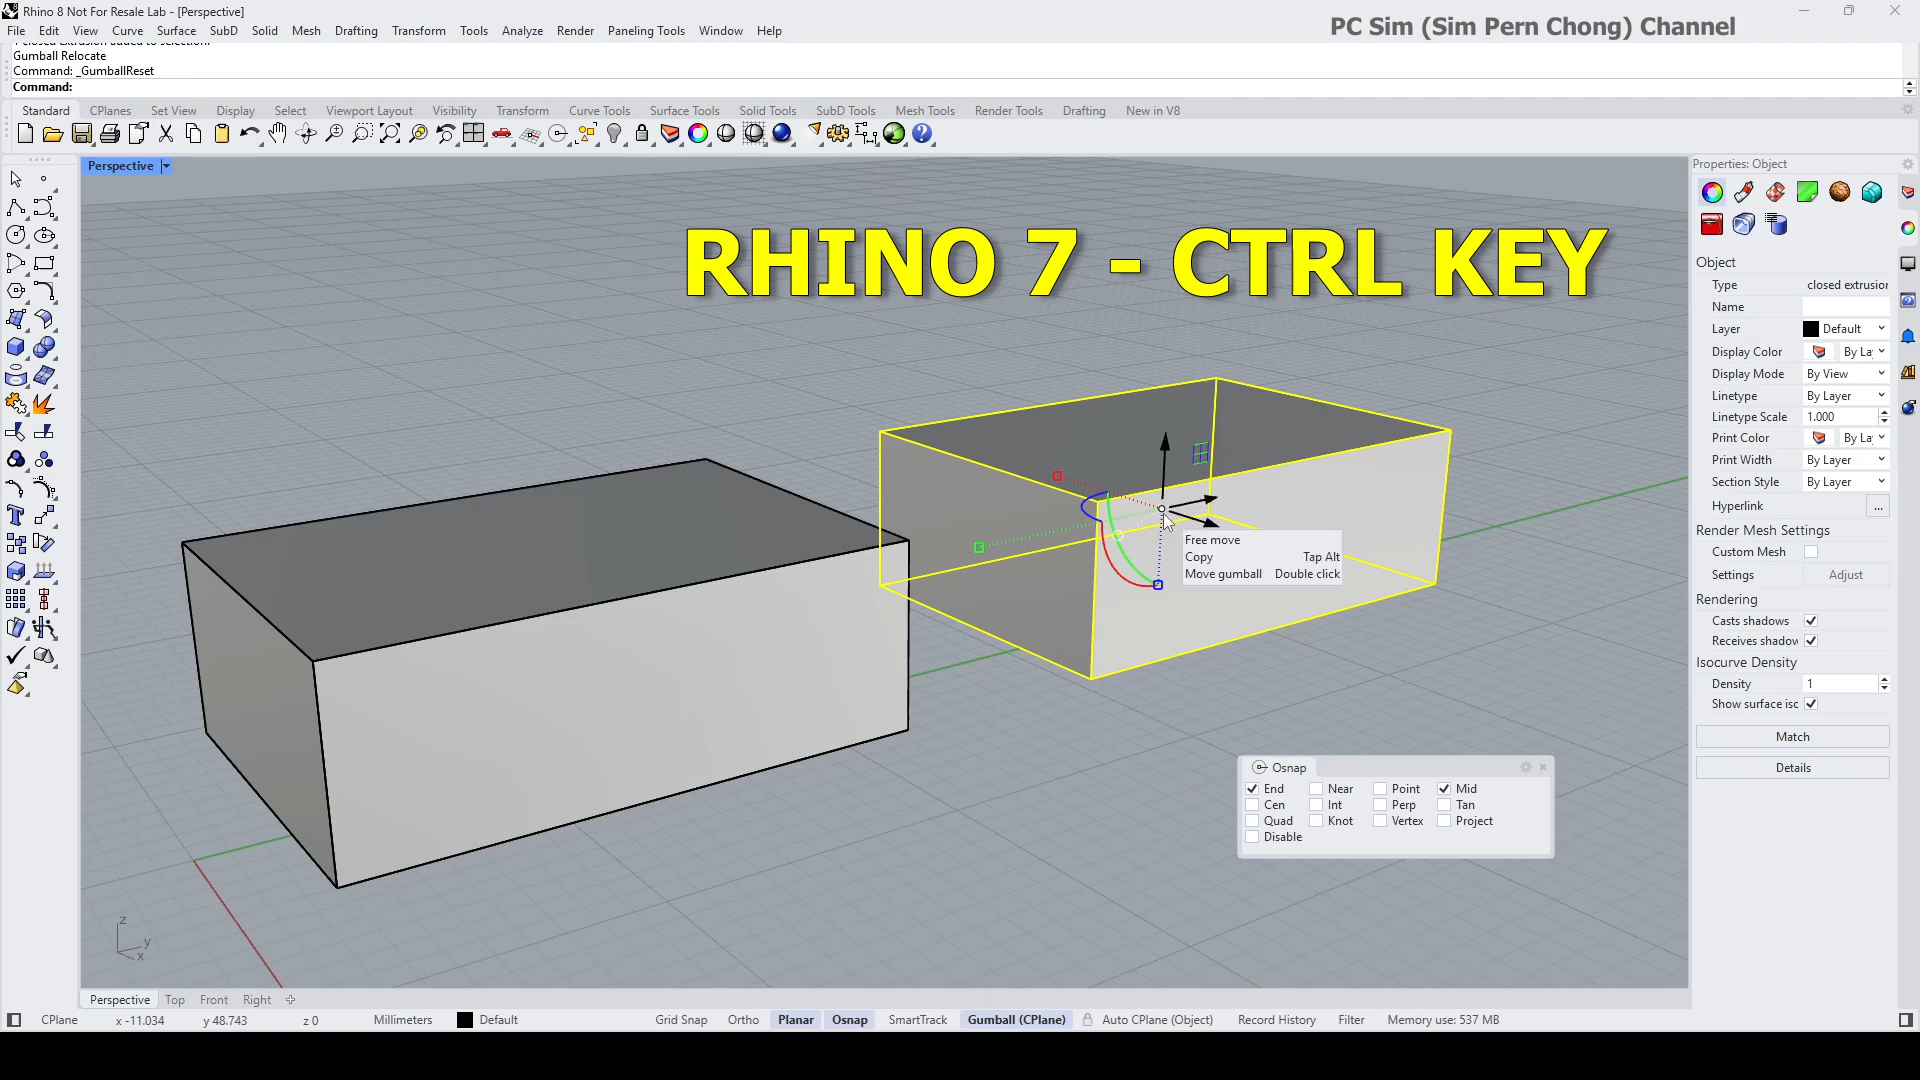 Rhino 8 Not For Resale Lab - [Perspective]
PC Sim (Sim Pern Chong) Channel
File Edit View Curve Surface SubD Solid Mesh Drafting Transform Tools Analyze Render Paneling Tools Window Help
1 closed extrusion added to selection.
Gumball Relocate
Command: _GumballReset
Command:
Standard CPlanes Set View Display Select Viewport Layout Visibility Transform Curve Tools Surface Tools Solid Tools SubD Tools Mesh Tools Render Tools Drafting New in V8
Perspective
RHINO 7 - CTRL KEY
Free move
Copy Tap Alt
Move gumball Double click
Osnap
End Near Point Mid
Cen Int Perp Tan
Quad Knot Vertex Project
Disable
z
y
x
Properties: Object
Object
Type closed extrusior
Name
Layer Default
Display Color By La
Display Mode By View
Linetype By Layer
Linetype Scale 1.000
Print Color By La
Print Width By Layer
Section Style By Layer
Hyperlink ...
Render Mesh Settings
Custom Mesh
Settings Adjust
Rendering
Casts shadows
Receives shadov
Isocurve Density
Density 1
Show surface isc
Match
Details
Perspective Top Front Right
CPlane x -11.034 y 48.743 z 0 Millimeters Default Grid Snap Ortho Planar Osnap SmartTrack Gumball (CPlane) Auto CPlane (Object) Record History Filter Memory use: 537 MB